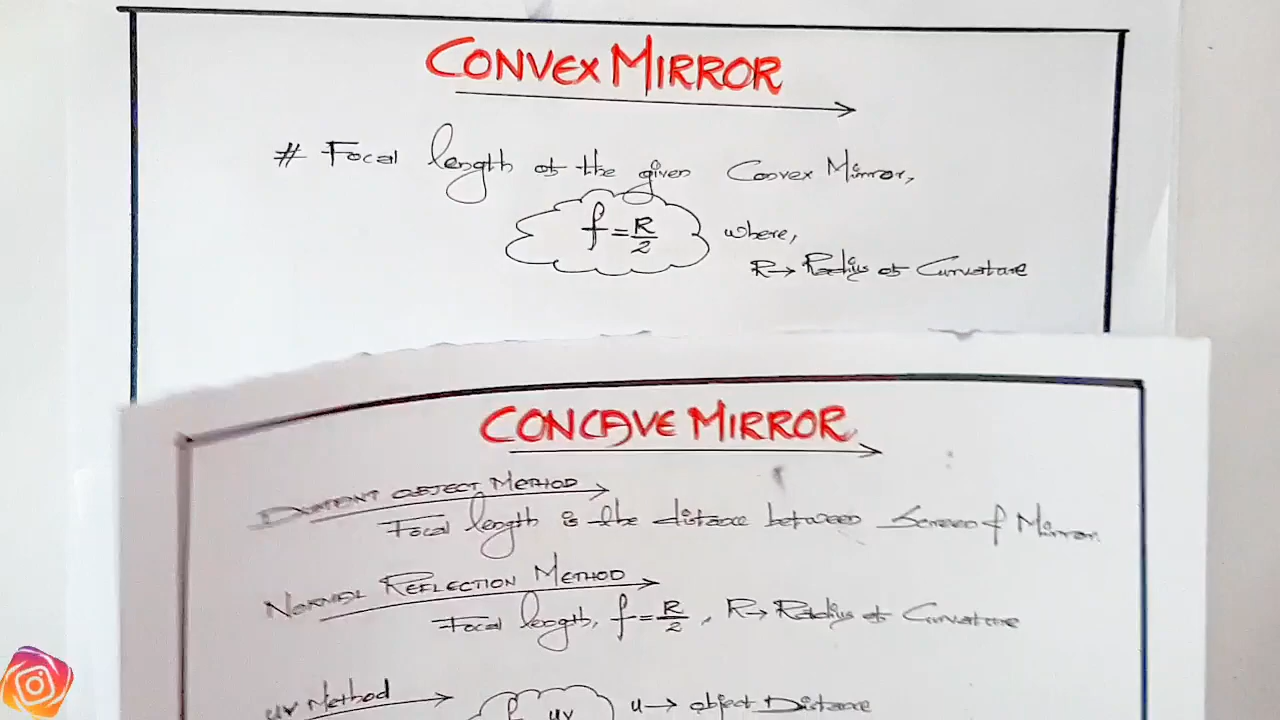 CONVEX MIRROR
# Focal length of the given Convex Mirror,
f = R/2 where,
R → Radius of Curvature
CONCAVE MIRROR
DISTANT OBJECT METHOD
Focal length is the distance between Screen & Mirror.
NORMAL REFLECTION METHOD
Focal length, f = R/2, R → Radius of Curvature
uv Method f uv u → object Distance